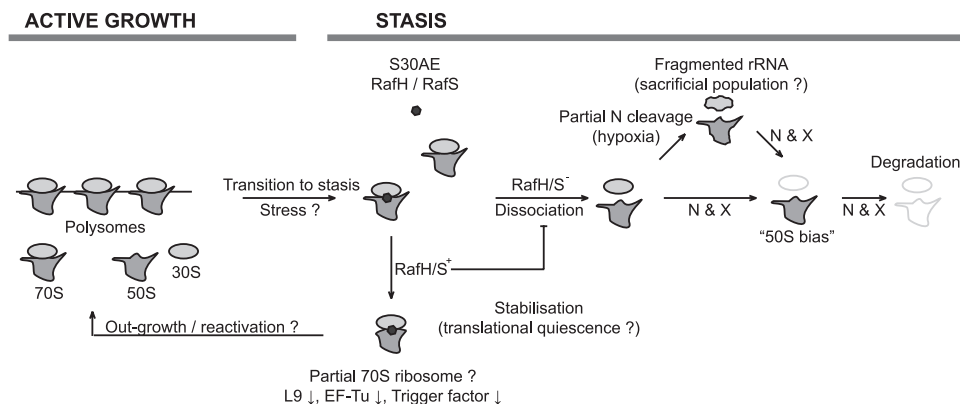 ACTIVE GROWTH
STASIS
S30AE
RafH / RafS
Fragmented rRNA
(sacrificial population ?)
Partial N cleavage
(hypoxia)
N & X
Degradation
Transition to stasis
Stress ?
RafH/S⁻
Dissociation
N & X
N & X
"50S bias"
Polysomes
30S
70S
50S
RafH/S⁺
Stabilisation
(translational quiescence ?)
Out-growth / reactivation ?
Partial 70S ribosome ?
L9 ↓, EF-Tu ↓, Trigger factor ↓